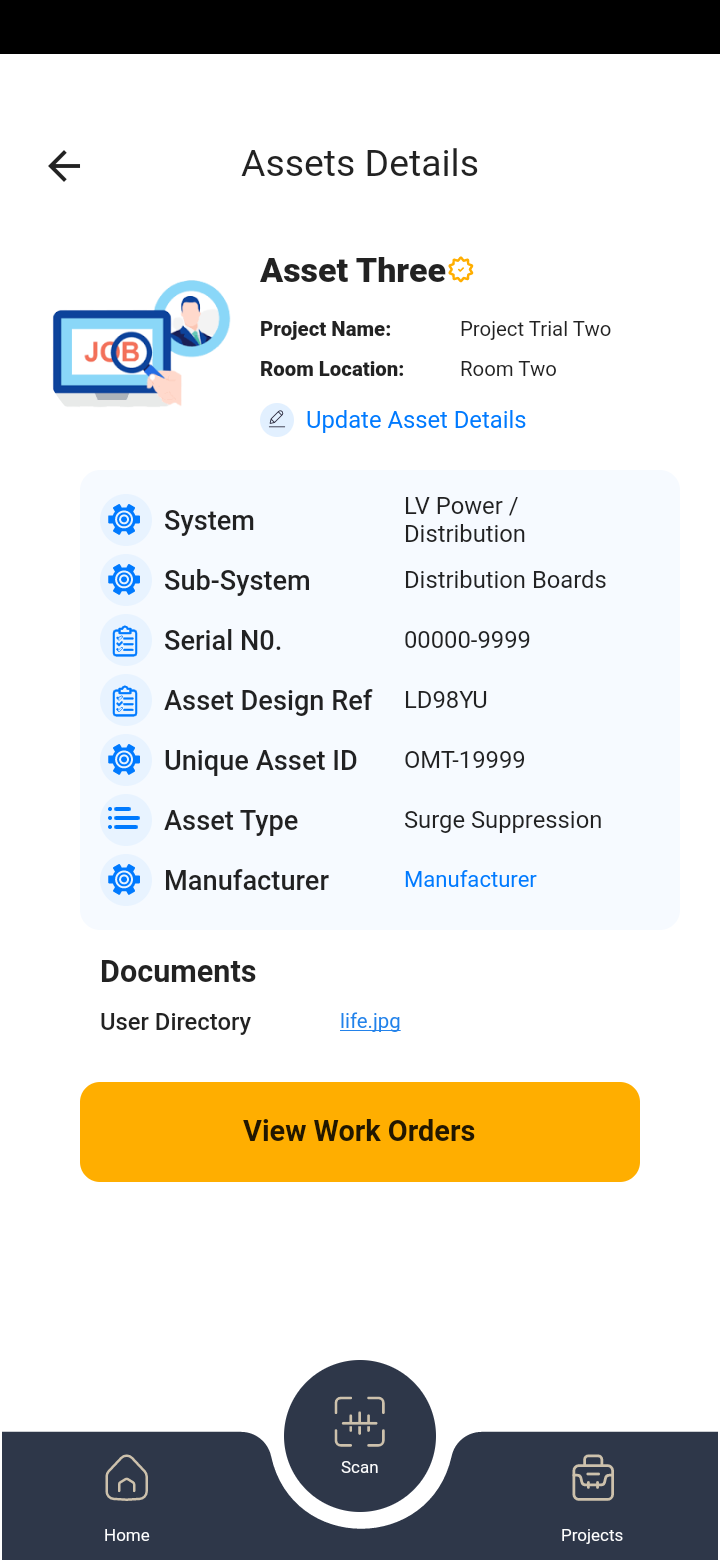 Assets Details
Asset Three
Project Name: Project Trial Two
Room Location: Room Two
JOB
Update Asset Details
System LV Power /
Distribution
Sub-System Distribution Boards
Serial N0. 00000-9999
Asset Design Ref LD98YU
Unique Asset ID OMT-19999
Asset Type Surge Suppression
Manufacturer Manufacturer
Documents
User Directory life.jpg
View Work Orders
Scan
Home Projects